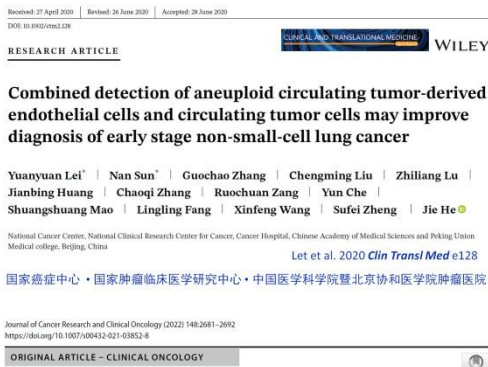 Received: 27 April 2020 | Revised: 26 June 2020 | Accepted: 28 June 2020
DOI: 10.1002/ctm2.128
CLINICAL AND TRANSLATIONAL MEDICINE
WILEY
RESEARCH ARTICLE
Combined detection of aneuploid circulating tumor-derived
endothelial cells and circulating tumor cells may improve
diagnosis of early stage non-small-cell lung cancer
Yuanyuan Lei* | Nan Sun* | Guochao Zhang | Chengming Liu | Zhiliang Lu |
Jianbing Huang | Chaoqi Zhang | Ruochuan Zang | Yun Che |
Shuangshuang Mao | Lingling Fang | Xinfeng Wang | Sufei Zheng | Jie He
National Cancer Center, National Clinical Research Center for Cancer, Cancer Hospital, Chinese Academy of Medical Sciences and Peking Union
Medical college, Beijing, China
Let et al. 2020 Clin Transl Med e128
国家癌症中心・国家肿瘤临床医学研究中心・中国医学科学院暨北京协和医学院肿瘤医院
Journal of Cancer Research and Clinical Oncology (2022) 148:2681–2692
https://doi.org/10.1007/s00432-021-03852-8
ORIGINAL ARTICLE – CLINICAL ONCOLOGY